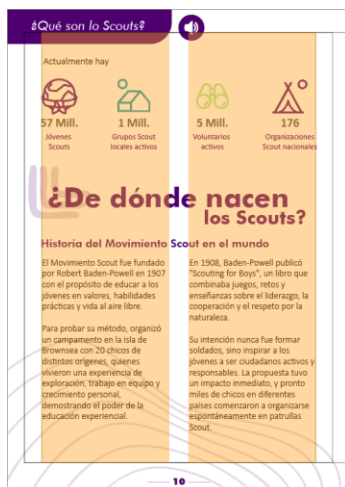 ¿Qué son lo Scouts?
Actualmente hay
57 Mill.
Jóvenes
Scouts
1 Mill.
Grupos Scout
locales activos
5 Mill.
Voluntarios
activos
176
Organizaciones
Scout nacionales
¿De dónde nacen
los Scouts?
Historia del Movimiento Scout en el mundo
El Movimiento Scout fue fundado
por Robert Baden-Powell en 1907
con el propósito de educar a los
jóvenes en valores, habilidades
prácticas y vida al aire libre.
Para probar su método, organizó
un campamento en la isla de
Brownsea con 20 chicos de
distintos orígenes, quienes
vivieron una experiencia de
exploración, trabajo en equipo y
crecimiento personal,
demostrando el poder de la
educación experiencial.
En 1908, Baden-Powell publicó
"Scouting for Boys", un libro que
combinaba juegos, retos y
enseñanzas sobre el liderazgo, la
cooperación y el respeto por la
naturaleza.
Su intención nunca fue formar
soldados, sino inspirar a los
jóvenes a ser ciudadanos activos y
responsables. La propuesta tuvo
un impacto inmediato, y pronto
miles de chicos en diferentes
países comenzaron a organizarse
espontáneamente en patrullas
Scout.
10